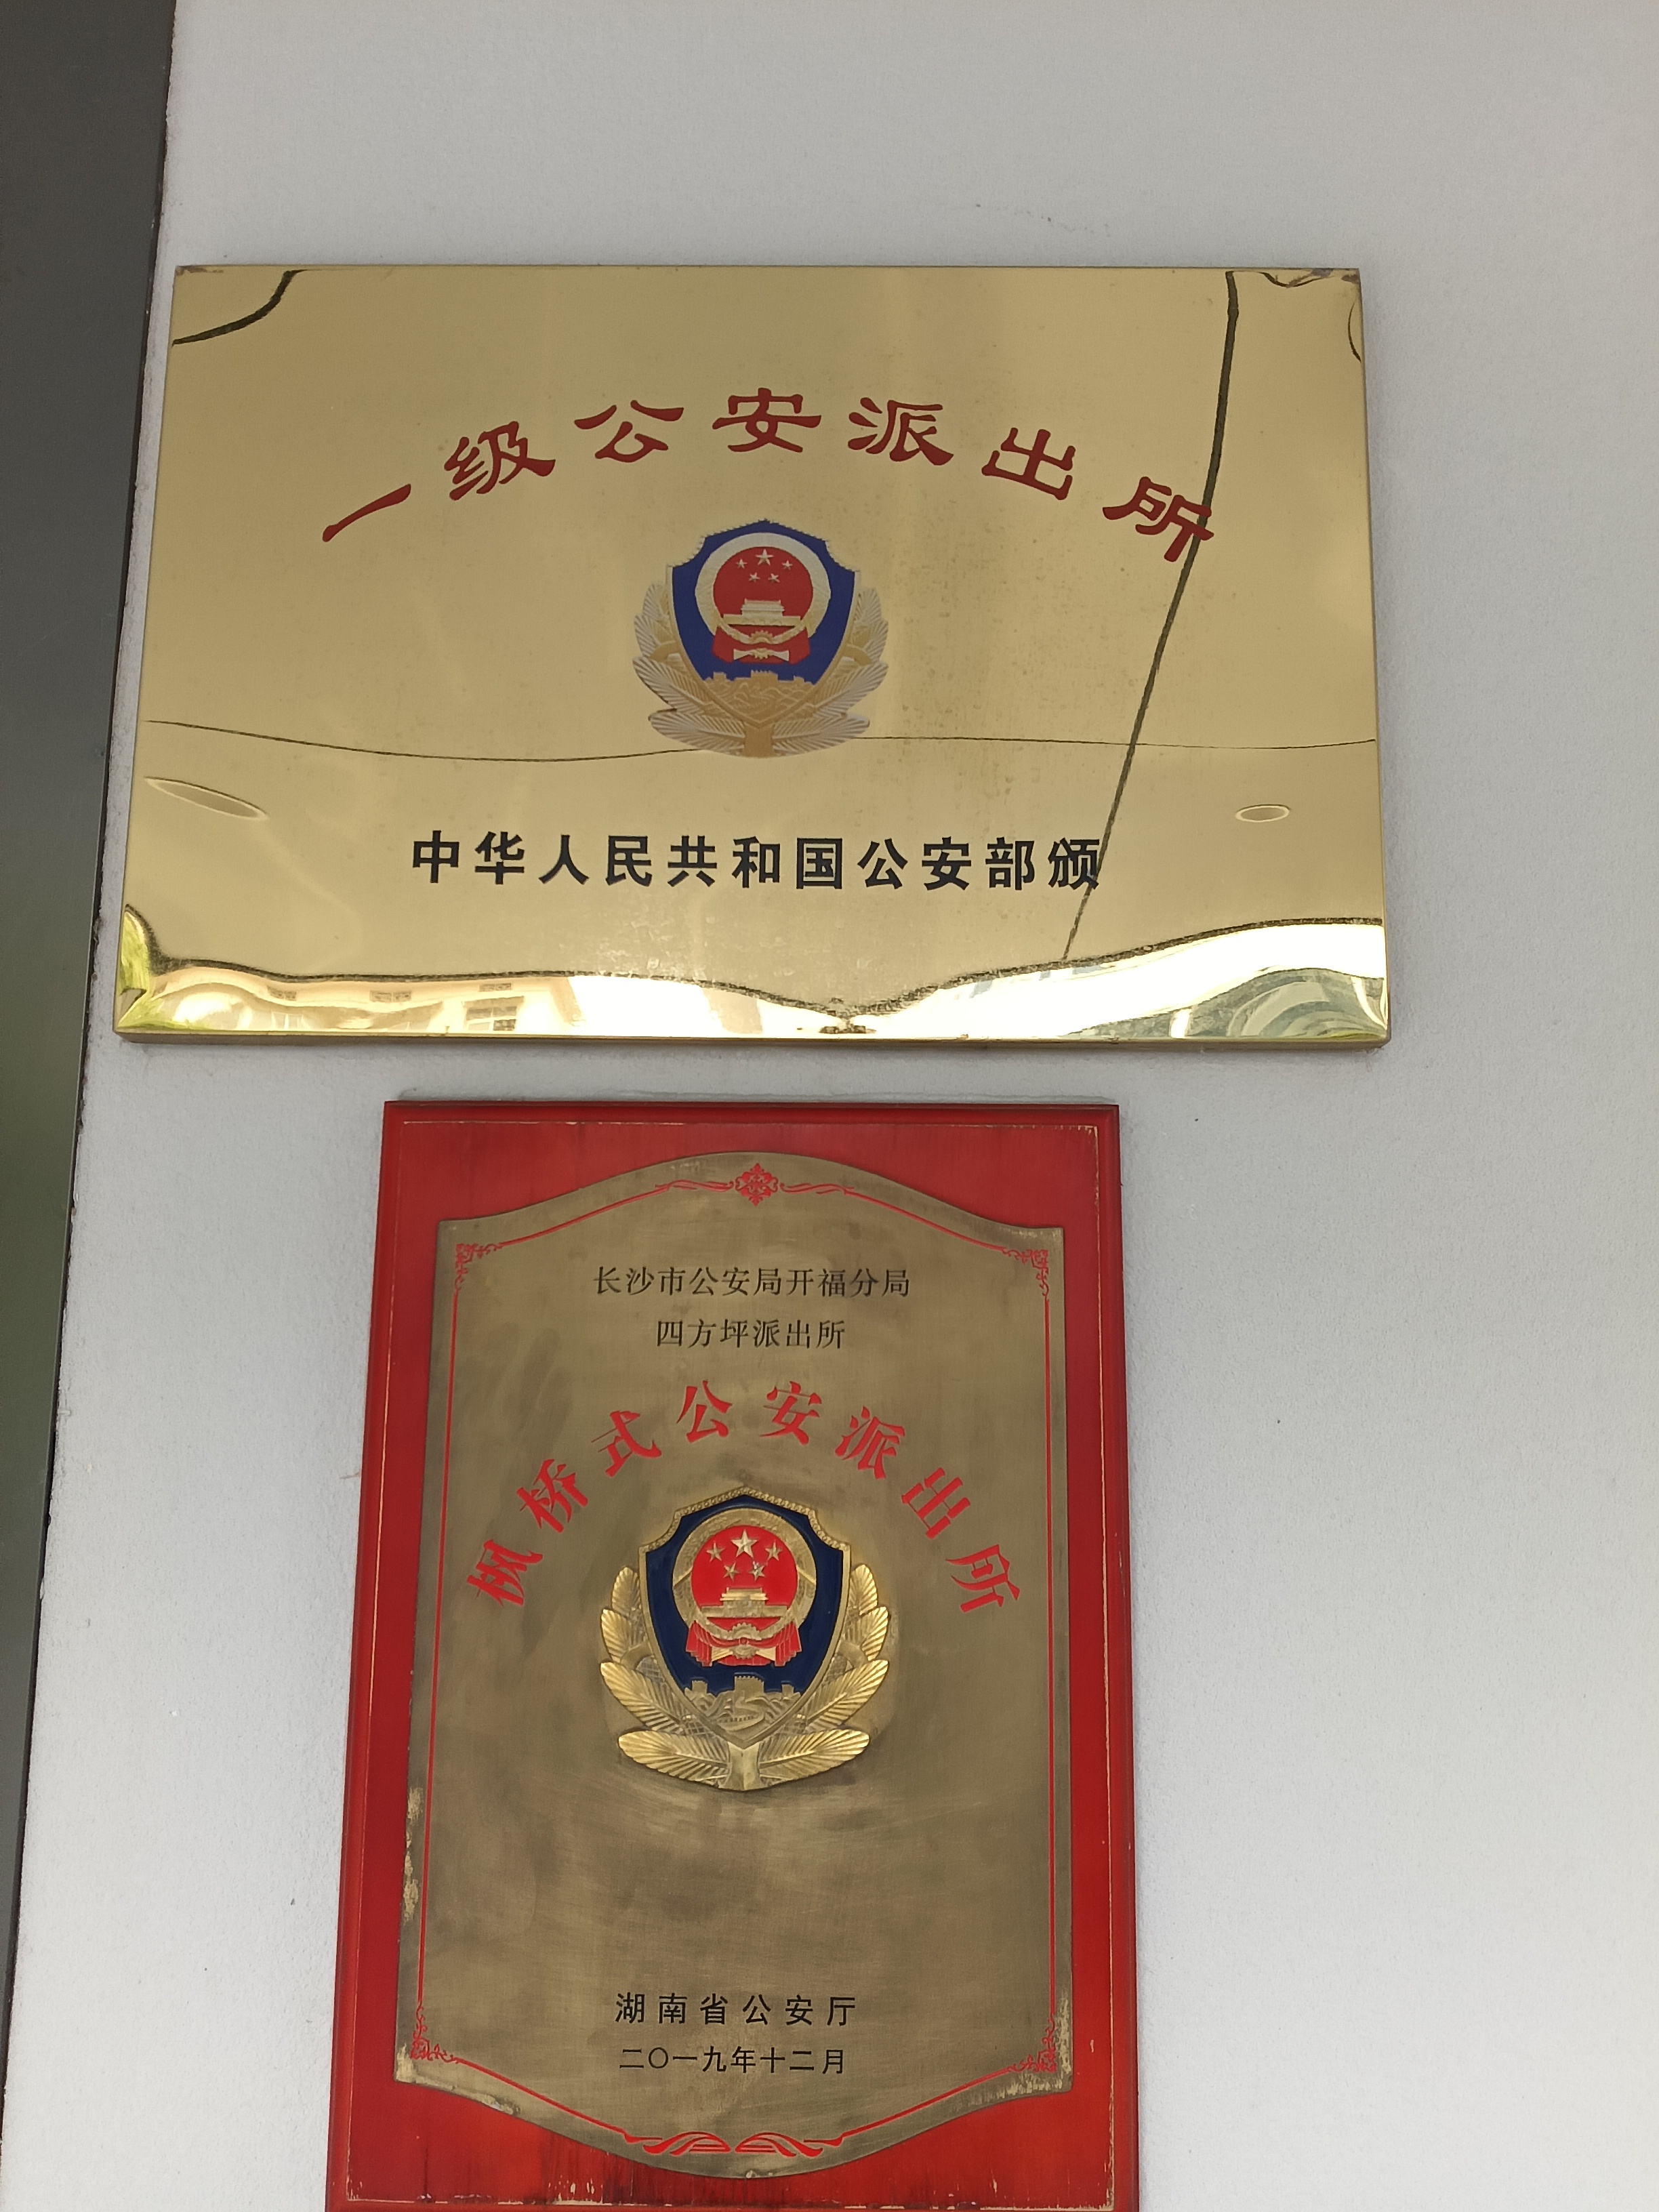 一级公安派出所
中华人民共和国公安部颁
长沙市公安局开福分局
四方坪派出所
枫桥式公安派出所
湖南省公安厅
二〇一九年十二月